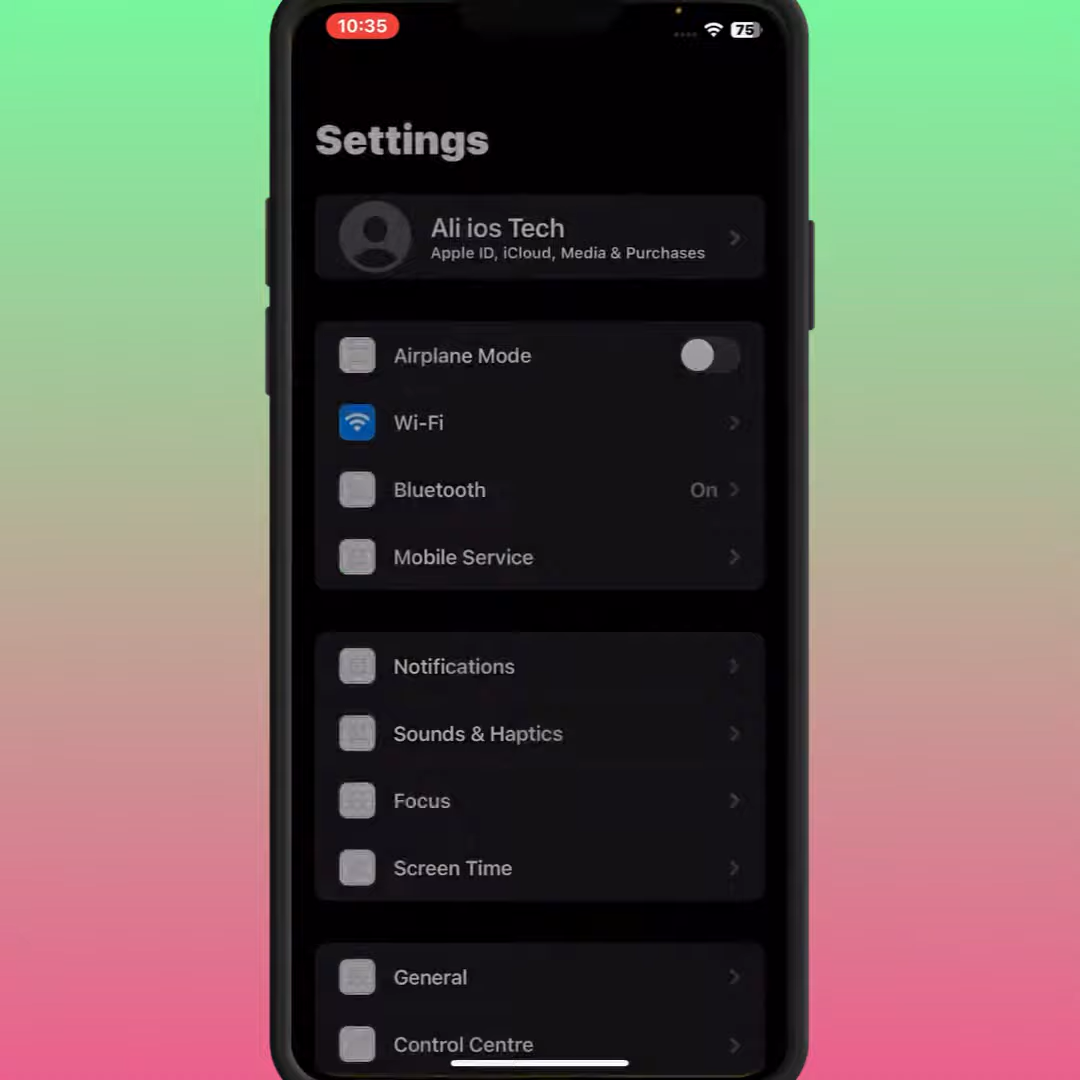 10:35
75
Settings
Ali ios Tech
Apple ID, iCloud, Media & Purchases
Airplane Mode
Wi-Fi
Bluetooth On
Mobile Service
Notifications
Sounds & Haptics
Focus
Screen Time
General
Control Centre